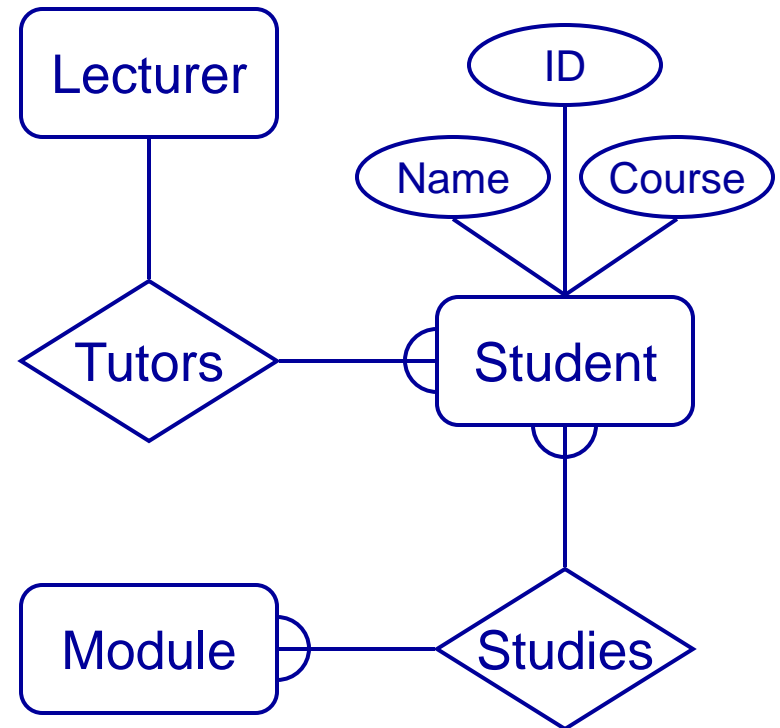 Lecturer
ID
Name
Course
Tutors
Student
Module
Studies